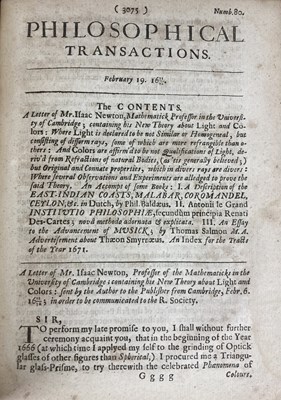 ( 3075 ) Numb.80.
PHILOSOPHICAL
TRANSACTIONS.
February 19. 167 1/2.
The CONTENTS.
A Letter of Mr. Isaac Newton, Mathematick Professor in the Universi-
ty of Cambridge; containing his New Theory about Light and Co-
lors: Where Light is declared to be not Similar or Homogeneal, but
consisting of difform rays, some of which are more refrangible than o-
thers: And Colors are affirm'd to be not Qualifications of Light, de-
riv'd from Refractions of natural Bodies, (as 'tis generally believed;)
but Original and Connate properties, which in divers rays are divers:
Where several Observations and Experiments are alledged to prove the
said Theory. An Accompt of some Books: I. A Description of the
EAST-INDIAN COASTS, MALABAR, COROMANDEL,
CEYLON, &c. in Dutch, by Phil. Baldæus. II. Antonii le Grand
INSTITUTIO PHILOSOPHIÆ, secundùm principia Renati
Des-Cartes; novâ methodo adornata & explicata. III. An Essay
to the Advancement of MUSICK; by Thomas Salmon M.A.
Advertisement about Thæon Smyrnæus. An Index for the Tracts
of the Year 1671.
A Letter of Mr. Isaac Newton, Professor of the Mathematicks in the
University of Cambridge; containing his New Theory about Light and
Colors: sent by the Author to the Publisher from Cambridge, Febr. 6.
167 1/2; in order to be communicated to the R. Society.
SIR,
TO perform my late promise to you, I shall without further
ceremony acquaint you, that in the beginning of the Year
1666 (at which time I applyed my self to the grinding of Optick
glasses of other figures than Spherical,) I procured me a Triangu-
lar glass-Prisme, to try therewith the celebrated Phænomena of
G g g g Colours.